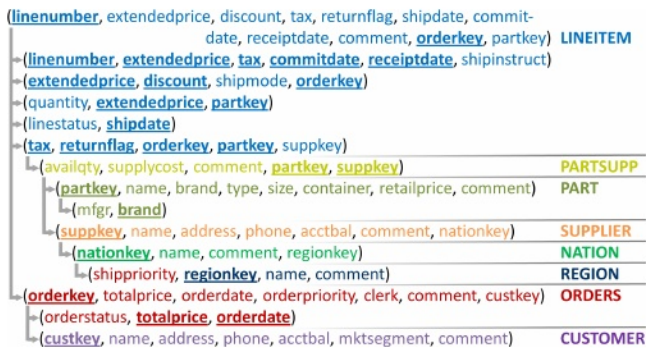 (linenumber, extendedprice, discount, tax, returnflag, shipdate, commit-
date, receiptdate, comment, orderkey, partkey) LINEITEM
(linenumber, extendedprice, tax, commitdate, receiptdate, shipinstruct)
(extendedprice, discount, shipmode, orderkey)
(quantity, extendedprice, partkey)
(linestatus, shipdate)
(tax, returnflag, orderkey, partkey, suppkey)
(availqty, supplycost, comment, partkey, suppkey) PARTSUPP
(partkey, name, brand, type, size, container, retailprice, comment) PART
(mfgr, brand)
(suppkey, name, address, phone, acctbal, comment, nationkey) SUPPLIER
(nationkey, name, comment, regionkey) NATION
(shippriority, regionkey, name, comment) REGION
(orderkey, totalprice, orderdate, orderpriority, clerk, comment, custkey) ORDERS
(orderstatus, totalprice, orderdate)
(custkey, name, address, phone, acctbal, mktsegment, comment) CUSTOMER